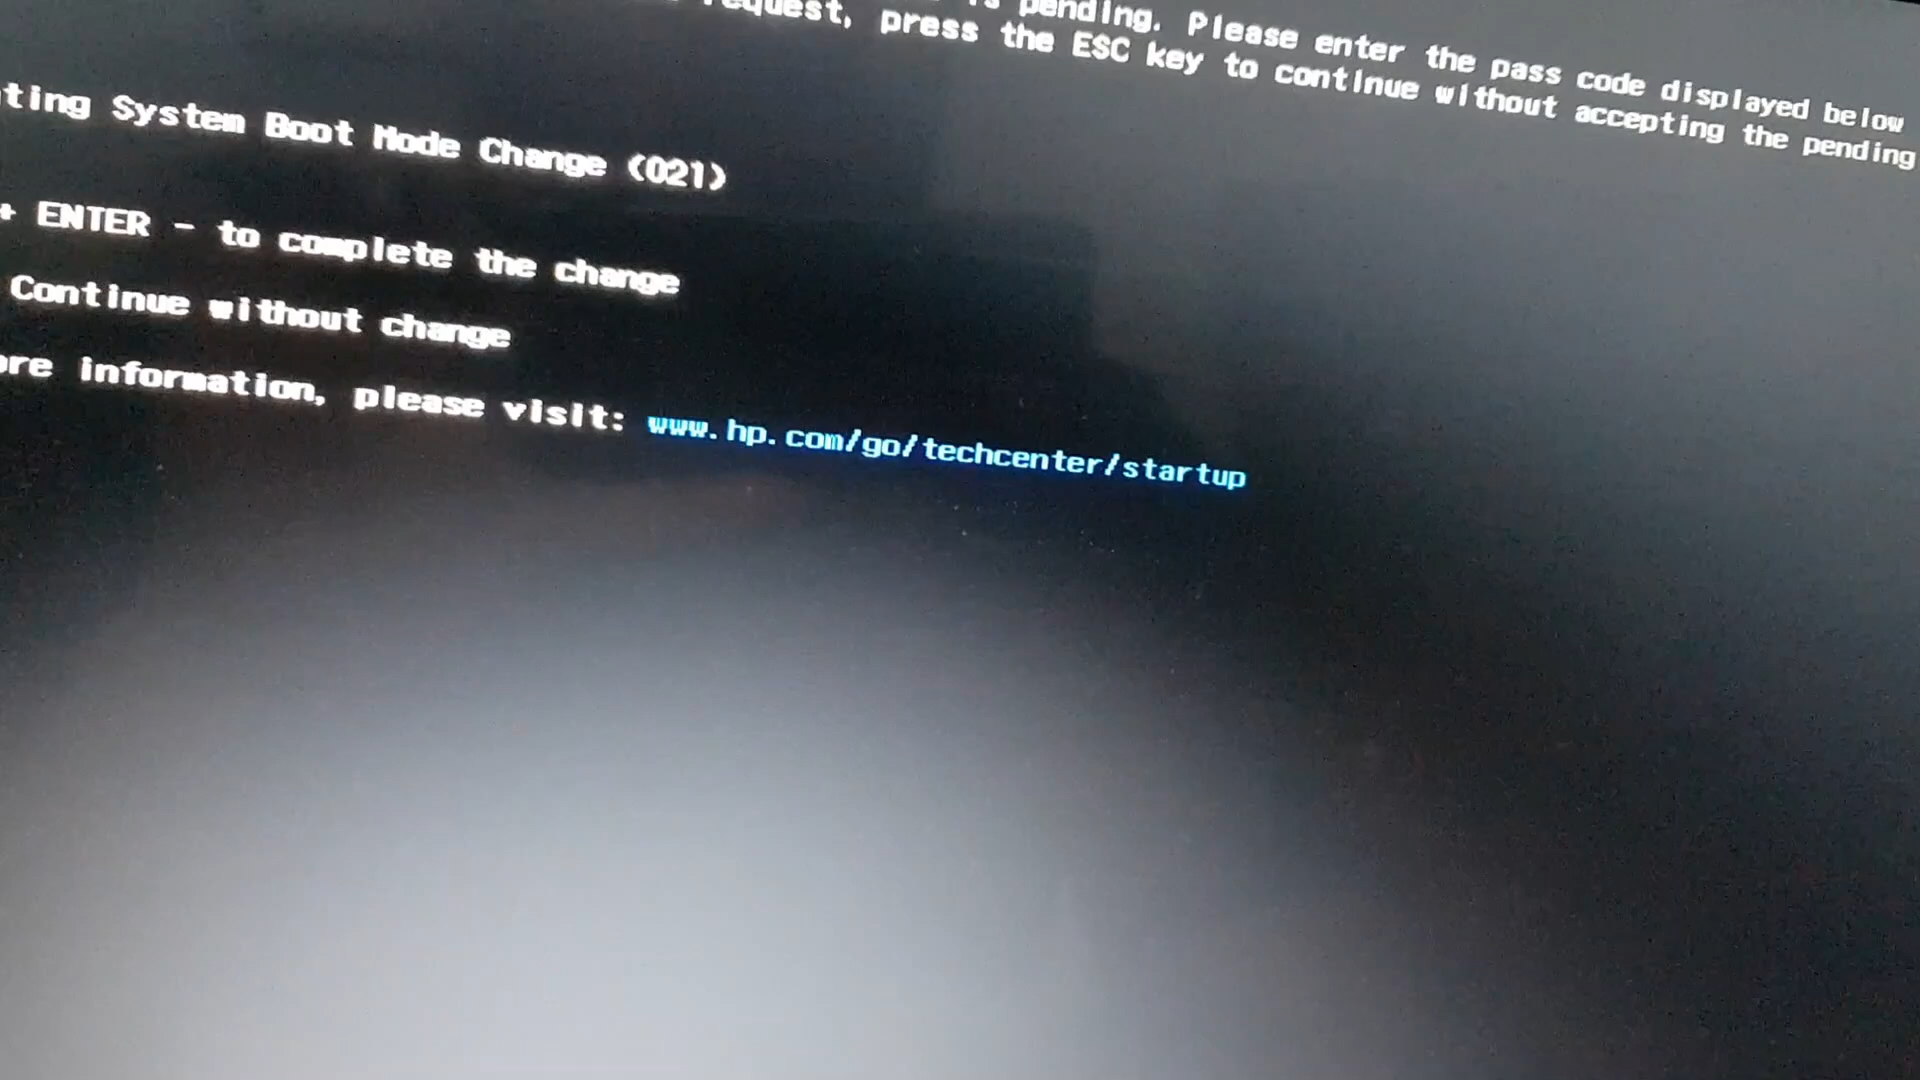 pending. Please enter the pass code displayed below
request, press the ESC key to continue without accepting the pending
ting System Boot Mode Change (021)
+ ENTER - to complete the change
Continue without change
ore information, please visit: www.hp.com/go/techcenter/startup